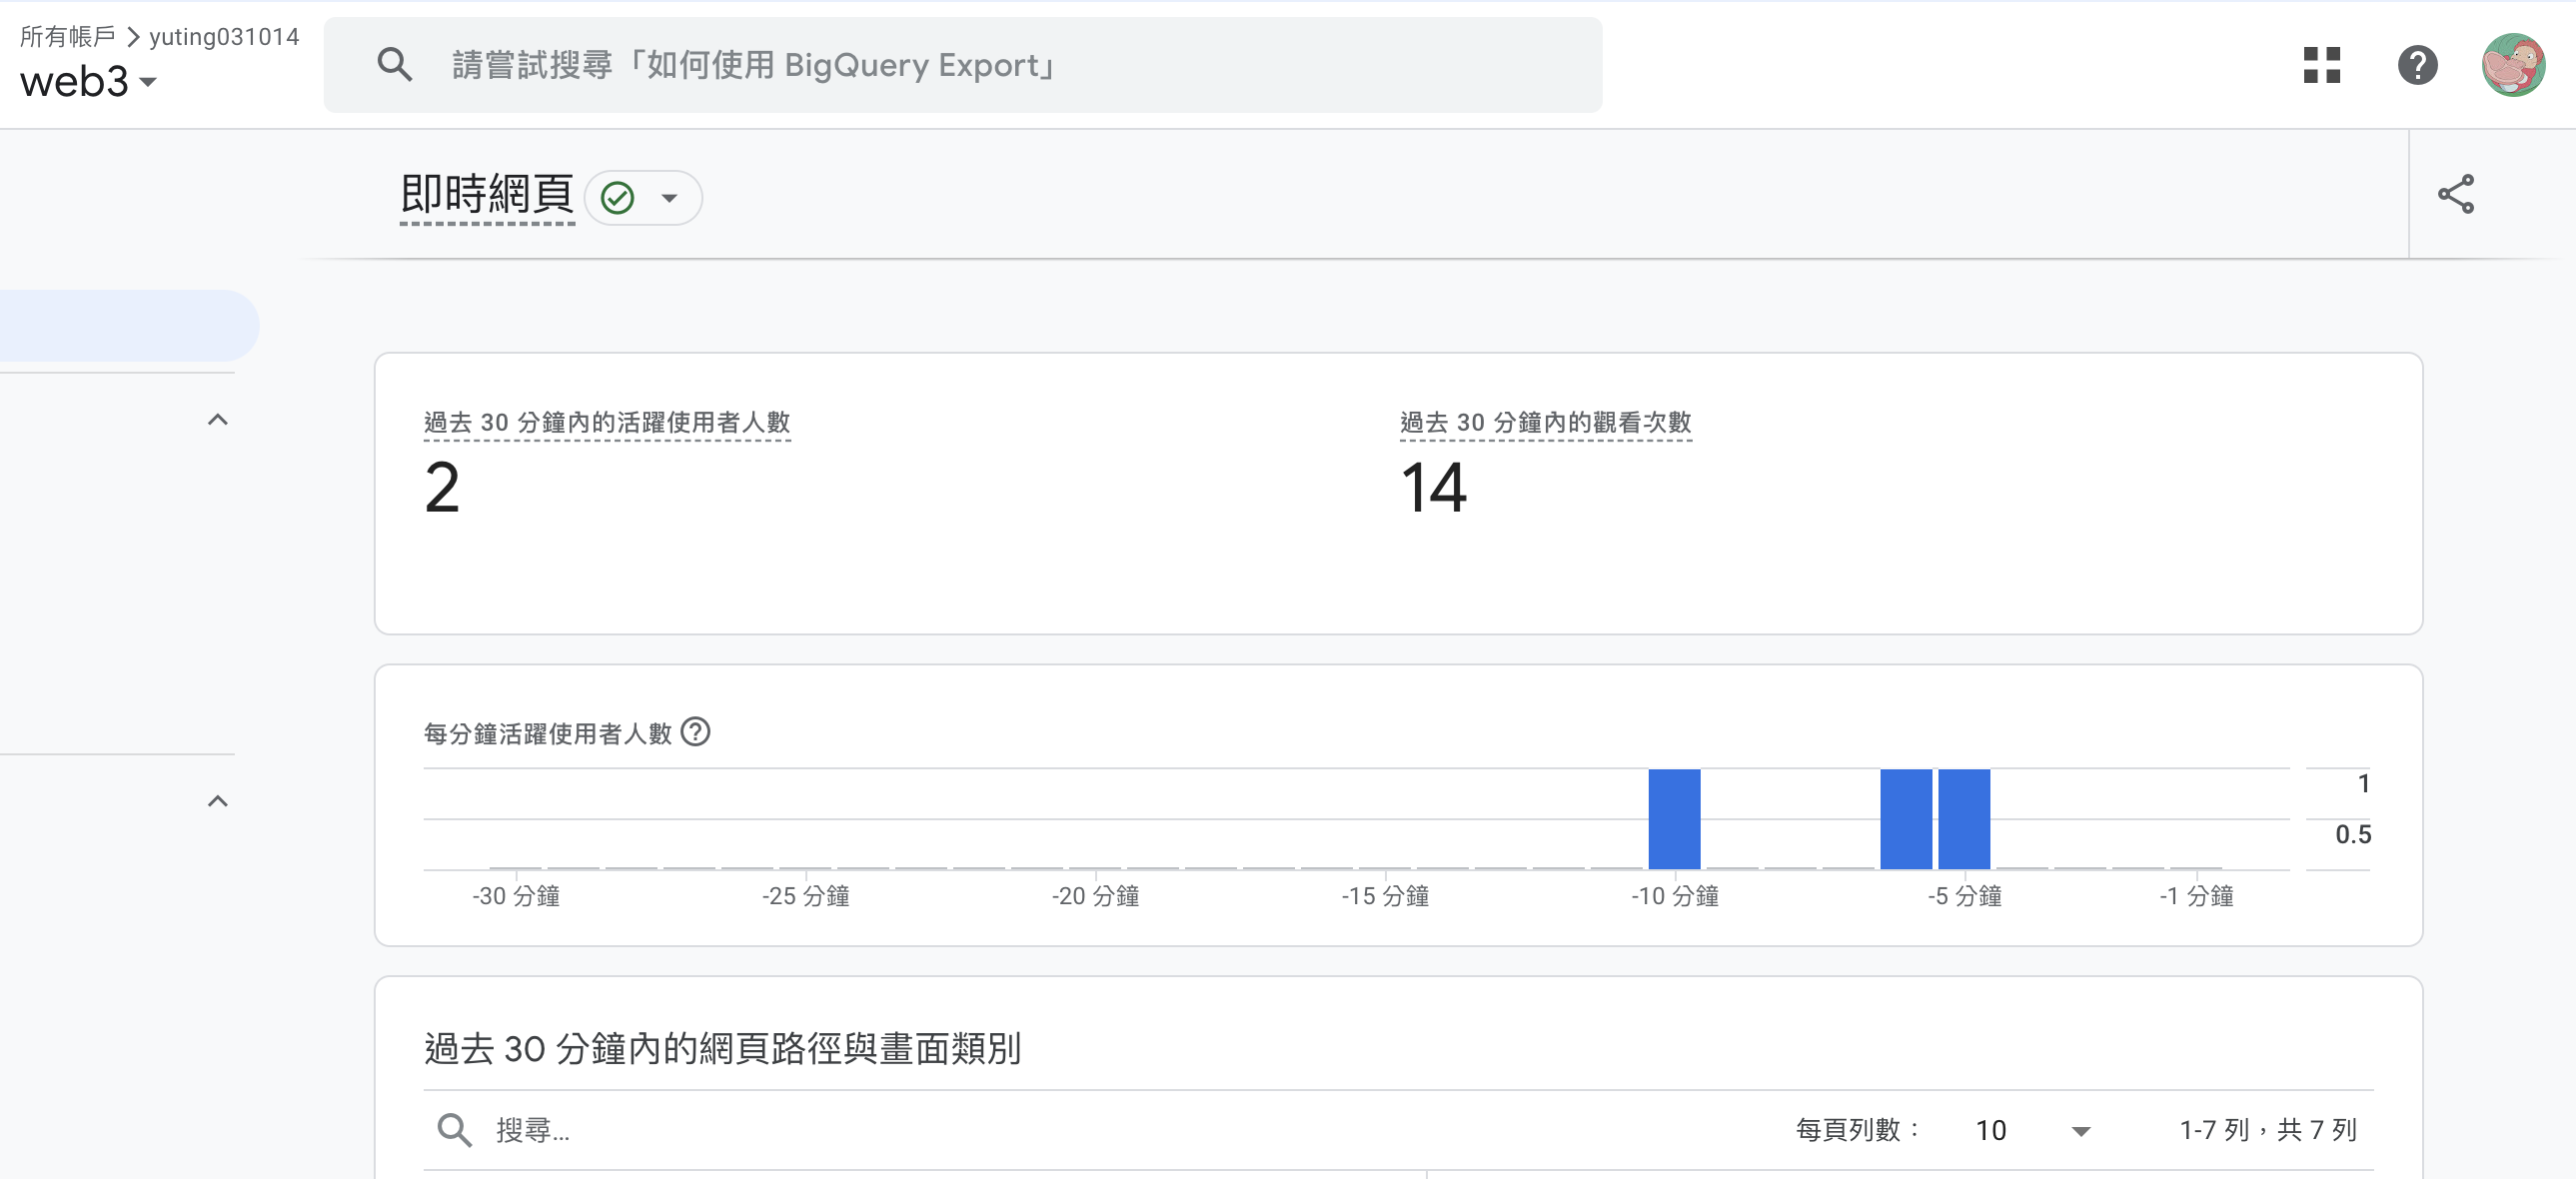 所有帳戶 > yuting031014
web3
請嘗試搜尋「如何使用 BigQuery Export」
即時網頁
過去 30 分鐘內的活躍使用者人數
2
過去 30 分鐘內的觀看次數
14
每分鐘活躍使用者人數
1
0.5
-30 分鐘
-25 分鐘
-20 分鐘
-15 分鐘
-10 分鐘
-5 分鐘
-1 分鐘
過去 30 分鐘內的網頁路徑與畫面類別
搜尋...
每頁列數：
10
1-7 列，共 7 列